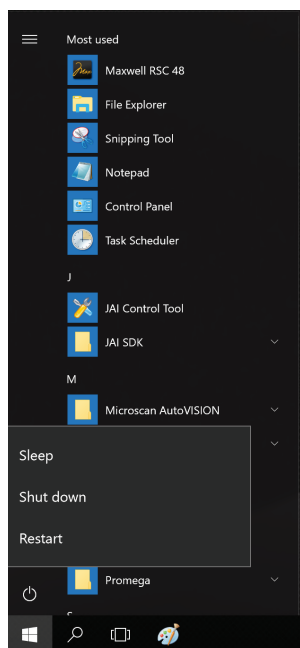 Most used
Maxwell RSC 48
File Explorer
Snipping Tool
Notepad
Control Panel
Task Scheduler
J
JAI Control Tool
JAI SDK
M
Microscan AutoVISION
Sleep
Shut down
Restart
Promega